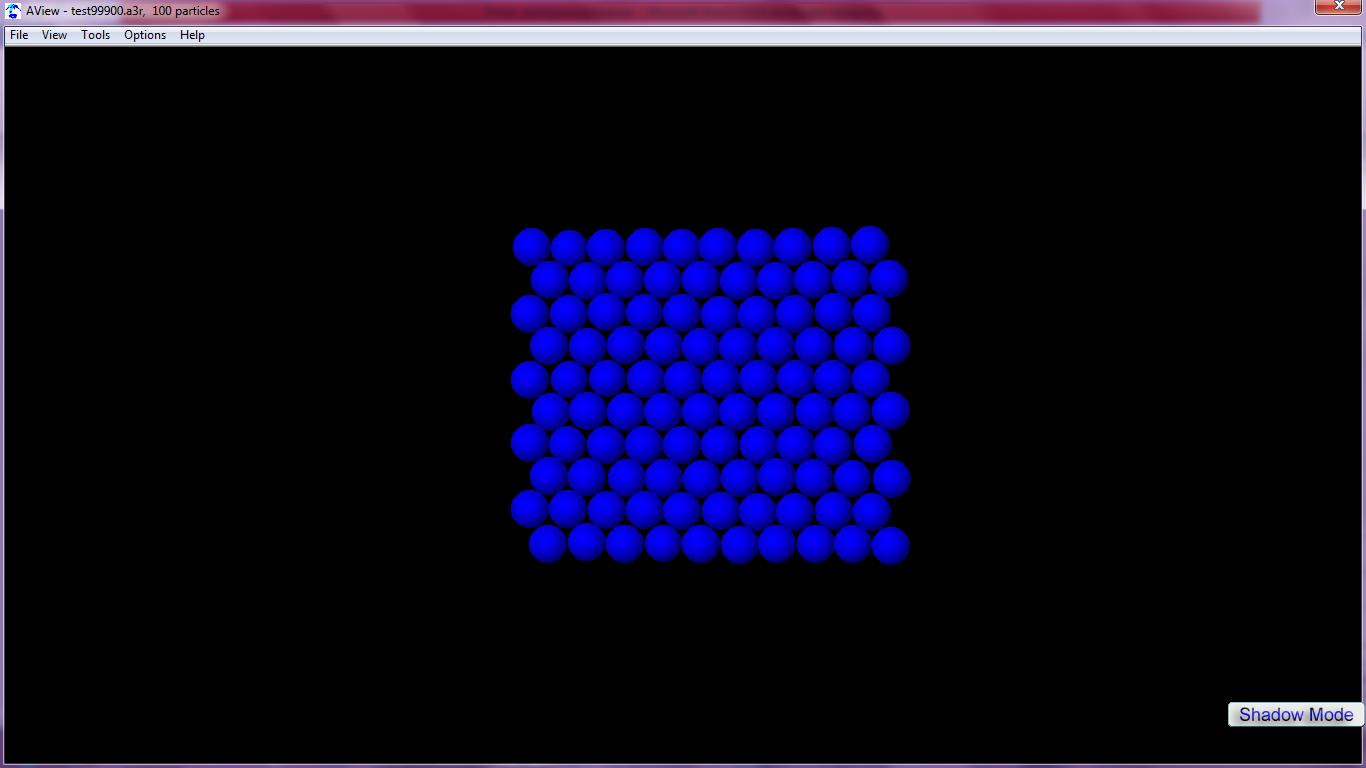 AView - test99900.a3r, 100 particles
File View Tools Options Help
Shadow Mode